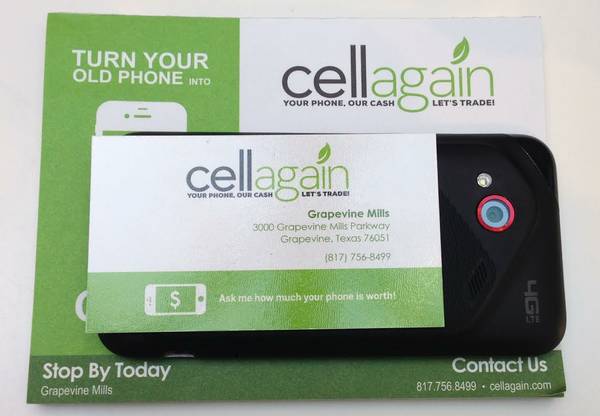 TURN YOUR
OLD PHONE INTO
cellagain
YOUR PHONE, OUR CASH LET'S TRADE!
cellagain
YOUR PHONE, OUR CASH LET'S TRADE!
Grapevine Mills
3000 Grapevine Mills Parkway
Grapevine, Texas 76051
(817) 756-8499
$
Ask me how much your phone is worth!
4G
LTE
Stop By Today
Grapevine Mills
Contact Us
817.756.8499 • cellagain.com